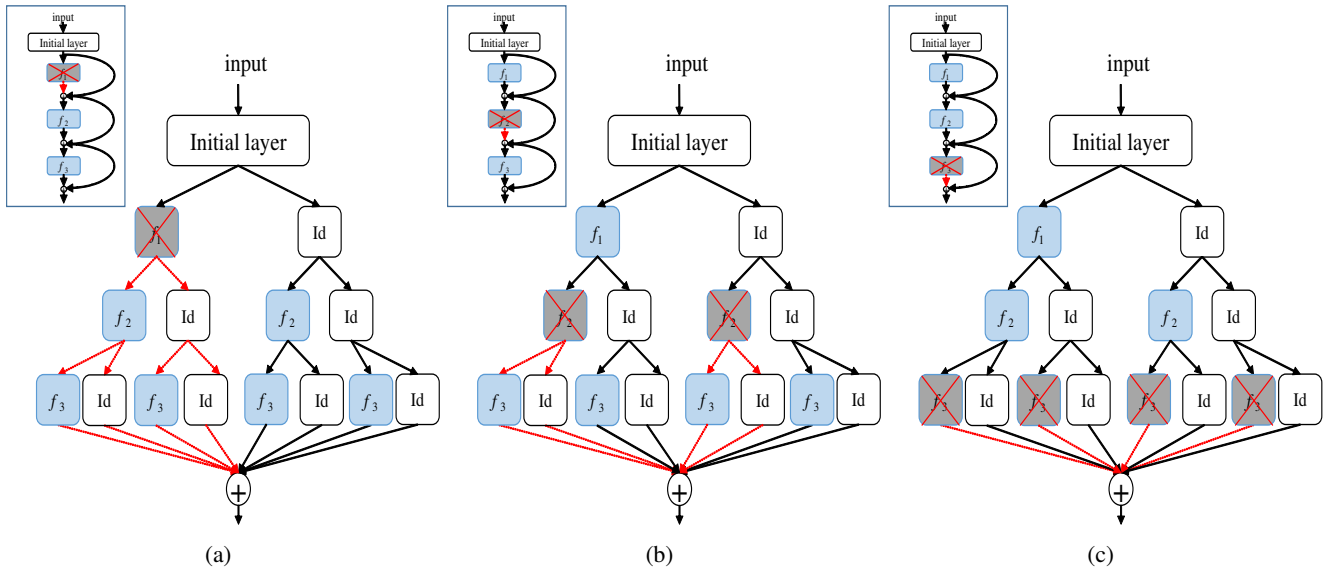 input
Initial layer
f1
f2
f3
input
Initial layer
f1 Id
f2 Id f2 Id
f3 Id f3 Id f3 Id f3 Id
+
(a)
input
Initial layer
f1
f2
f3
input
Initial layer
f1 Id
f2 Id f2 Id
f3 Id f3 Id f3 Id f3 Id
+
(b)
input
Initial layer
f1
f2
f3
input
Initial layer
f1 Id
f2 Id f2 Id
f3 Id f3 Id f3 Id f3 Id
+
(c)